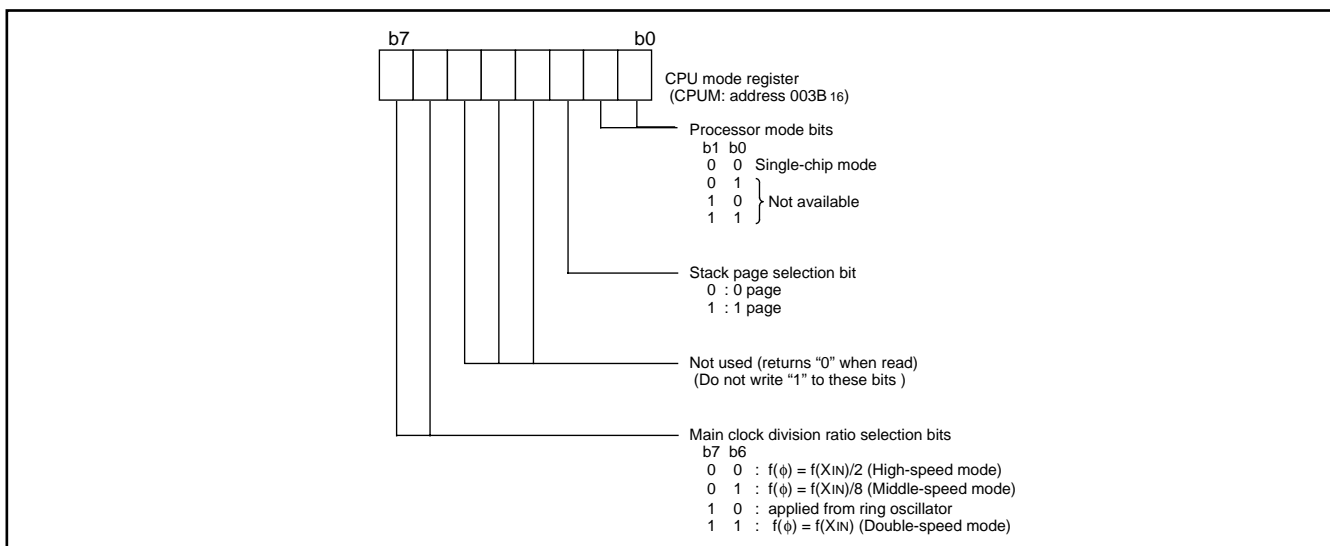 b7 b0
CPU mode register
(CPUM: address 003B 16)
Processor mode bits
b1 b0
0 0 Single-chip mode
0 1
1 0 Not available
1 1
Stack page selection bit
0 : 0 page
1 : 1 page
Not used (returns “0” when read)
(Do not write “1” to these bits )
Main clock division ratio selection bits
b7 b6
0 0 : f(ϕ) = f(XIN)/2 (High-speed mode)
0 1 : f(ϕ) = f(XIN)/8 (Middle-speed mode)
1 0 : applied from ring oscillator
1 1 : f(ϕ) = f(XIN) (Double-speed mode)